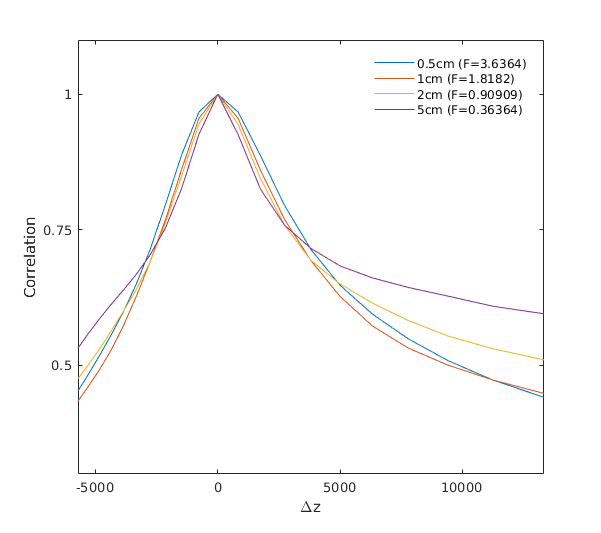 0.5cm (F=3.6364)
1cm (F=1.8182)
2cm (F=0.90909)
5cm (F=0.36364)
1
0.75
0.5
Correlation
-5000 0 5000 10000
Δz